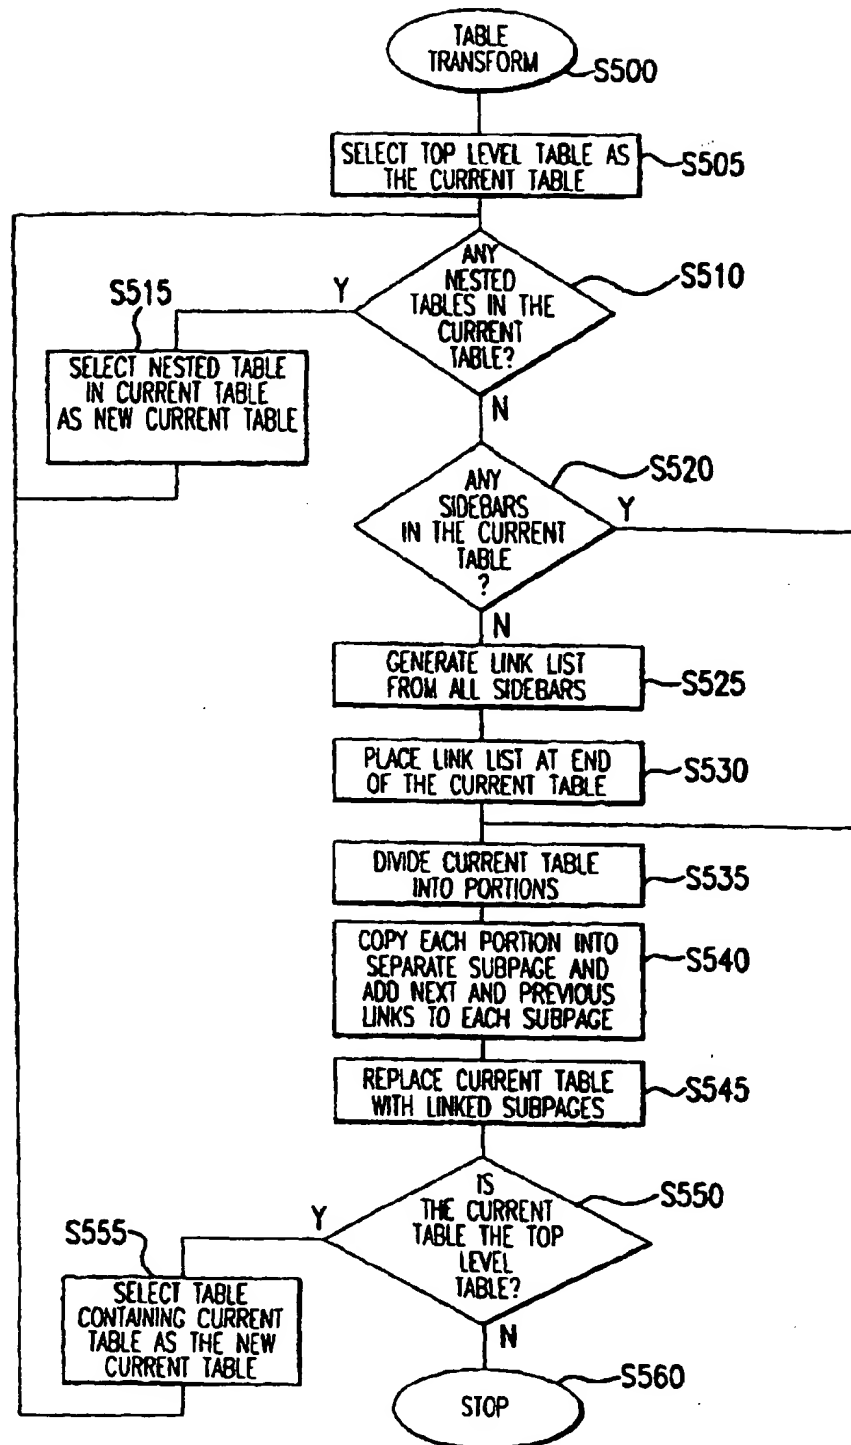 TABLE
TRANSFORM
S500
SELECT TOP LEVEL TABLE AS
THE CURRENT TABLE
S505
ANY
NESTED
TABLES IN THE
CURRENT
TABLE?
S510
Y
N
S515
SELECT NESTED TABLE
IN CURRENT TABLE
AS NEW CURRENT TABLE
ANY
SIDEBARS
IN THE CURRENT
TABLE
?
S520
Y
N
GENERATE LINK LIST
FROM ALL SIDEBARS
S525
PLACE LINK LIST AT END
OF THE CURRENT TABLE
S530
DIVIDE CURRENT TABLE
INTO PORTIONS
S535
COPY EACH PORTION INTO
SEPARATE SUBPAGE AND
ADD NEXT AND PREVIOUS
LINKS TO EACH SUBPAGE
S540
REPLACE CURRENT TABLE
WITH LINKED SUBPAGES
S545
IS
THE CURRENT
TABLE THE TOP
LEVEL
TABLE?
S550
Y
N
S555
SELECT TABLE
CONTAINING CURRENT
TABLE AS THE NEW
CURRENT TABLE
STOP
S560